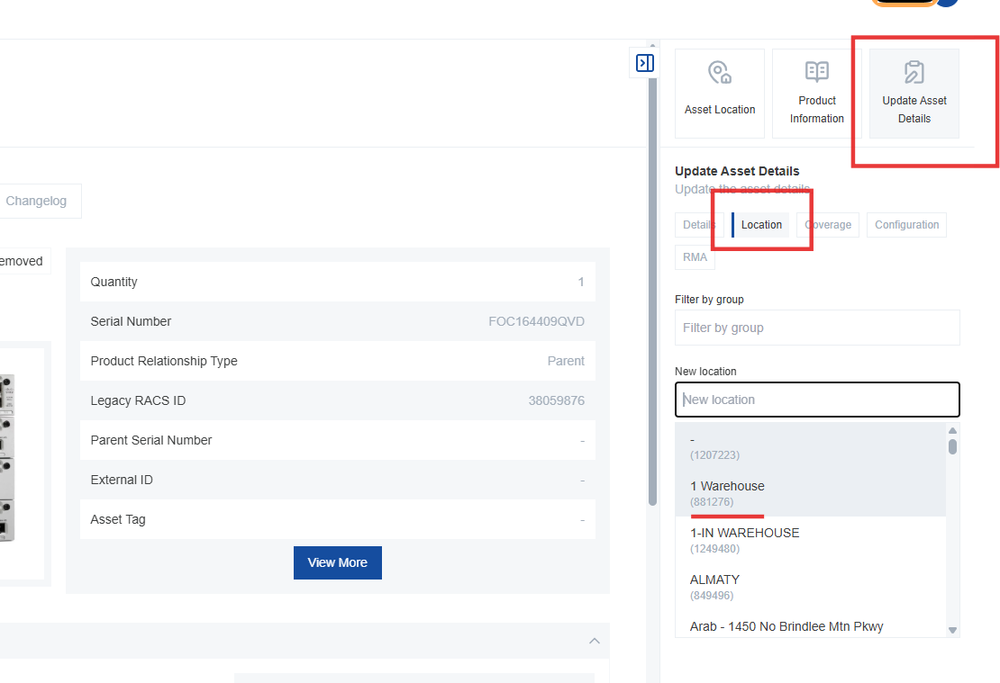 Asset Location
Product
Information
Update Asset
Details
Update Asset Details
Update the asset details
Changelog
Details
Location
Coverage
Configuration
RMA
emoved
Quantity
1
Serial Number
FOC164409QVD
Product Relationship Type
Parent
Legacy RACS ID
38059876
Parent Serial Number
-
External ID
-
Asset Tag
-
View More
Filter by group
Filter by group
New location
New location
-
(1207223)
1 Warehouse
(881276)
1-IN WAREHOUSE
(1249480)
ALMATY
(849496)
Arab - 1450 No Brindlee Mtn Pkwy